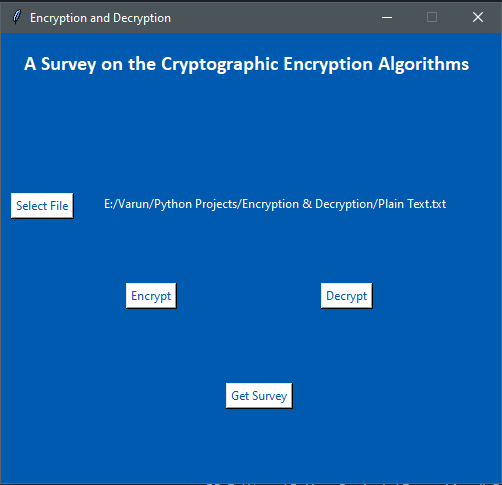 Encryption and Decryption
A Survey on the Cryptographic Encryption Algorithms
Select File
E:/Varun/Python Projects/Encryption & Decryption/Plain Text.txt
Encrypt
Decrypt
Get Survey